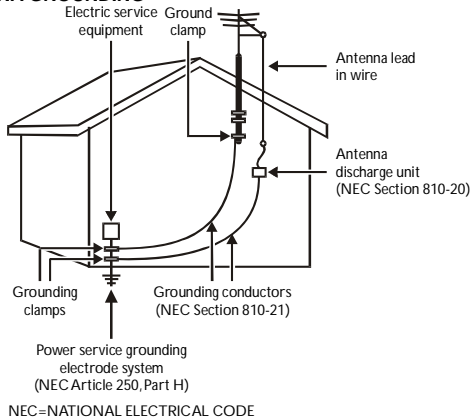 GROUNDING
Electric service
equipment
Ground
clamp
Antenna lead
in wire
Antenna
discharge unit
(NEC Section 810-20)
Grounding
clamps
Grounding conductors
(NEC Section 810-21)
Power service grounding
electrode system
(NEC Article 250, Part H)
NEC=NATIONAL ELECTRICAL CODE